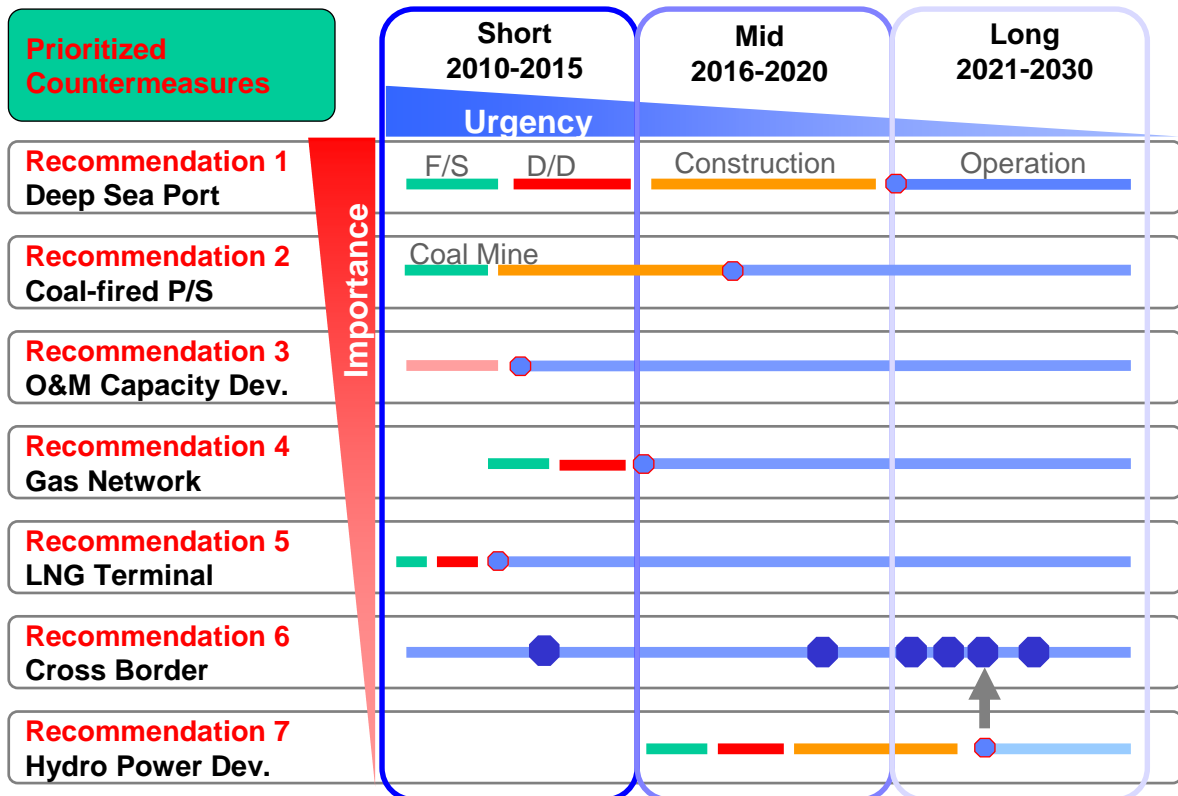 Prioritized
Countermeasures
Short
2010-2015
Mid
2016-2020
Long
2021-2030
Urgency
Importance
Recommendation 1
Deep Sea Port
F/S
D/D
Construction
Operation
Recommendation 2
Coal-fired P/S
Coal Mine
Recommendation 3
O&M Capacity Dev.
Recommendation 4
Gas Network
Recommendation 5
LNG Terminal
Recommendation 6
Cross Border
Recommendation 7
Hydro Power Dev.